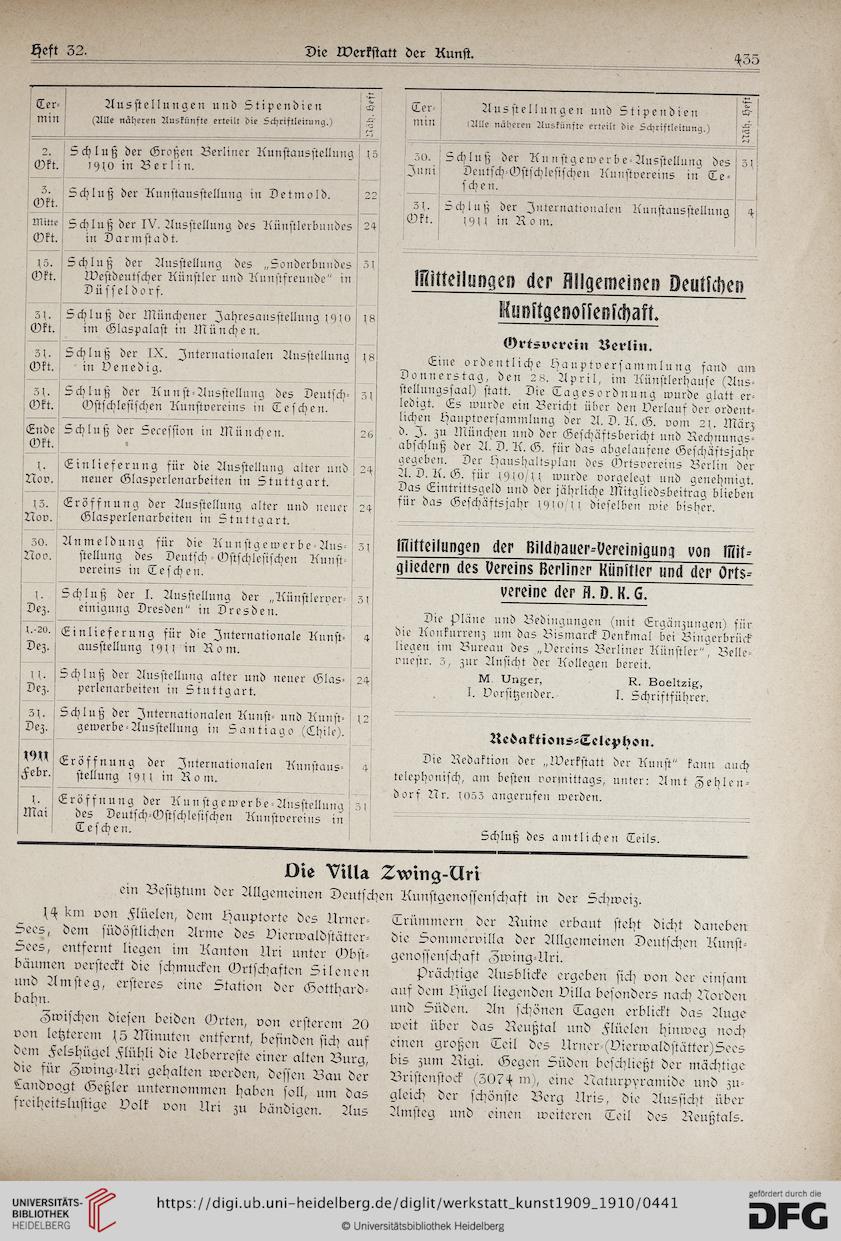 Heft 32.
Die Werkstatt der Kunst.
435
Ter-
min
Ausstellungen und Stipendien
(Alle näheren Auskünfte erteilt die Schriftleitung.)
Näh. Heft
2.
Okt.
Schluß der Großen Berliner Kunstausstellung
1910 in Berlin.
15
3.
Okt.
Schluß der Kunstausstellung in Detmold.
22
Mitte
Okt.
Schluß der IV. Ausstellung des Künstlerbundes
in Darmstadt.
24
15.
Okt.
Schluß der Ausstellung des „Sonderbundes
Westdeutscher Künstler und Kunstfreunde“ in
Düsseldorf.
31
31.
Okt.
Schluß der Münchener Jahresausstellung 1910
im Glaspalast in München.
18
31.
Okt.
Schluß der IX. Internationalen Ausstellung
in Venedig.
18
31.
Okt.
Schluß der Kunst-Ausstellung des Deutsch-
Ostschlesischen Kunstvereins in Teschen.
31
Ende
Okt.
Schluß der Secession in München.
26
1.
Nov.
Einlieferung für die Ausstellung alter und
neuer Glasperlenarbeiten in Stuttgart.
24
15.
Nov.
Eröffnung der Ausstellung alter und neuer
Glasperlenarbeiten in Stuttgart.
24
30.
Nov.
Anmeldung für die Kunstgewerbe-Aus-
stellung des Deutsch-Ostschlesischen Kunst-
vereins in Teschen.
31
1.
Dez.
Schluß der I. Ausstellung der „Künstlerver-
einigung Dresden“ in Dresden.
31
1.-20.
Dez.
Einlieferung für die Internationale Kunst-
ausstellung 1911 in Rom.
4
11.
Dez.
Schluß der Ausstellung alter und neuer Glas-
perlenarbeiten in Stuttgart.
24
31.
Dez.
Schluß der Internationalen Kunst- und Kunst-
gewerbe-Ausstellung in Santiago (Chile).
12
1911
Febr.
Eröffnung der Internationalen Kunstaus-
stellung 1911 in Rom.
4
1.
Mai
Eröffnung der Kunstgewerbe-Ausstellung
des Deutsch-Ostschlesischen Kunstvereins in
Teschen.
31
Ter-
min
Ausstellungen und Stipendien
(Alle näheren Auskünfte erteilt die Schriftleitung.)
Näh. Heft
30.
Juni
Schluß der Kunstgewerbe-Ausstellung des
Deutsch-Ostschlesischen Kunstvereins in Te-
schen.
31
31.
Okt.
Schluß der Internationalen Kunstausstellung
1911 in Rom.
4
Mitteilungen der Allgemeinen Deutschen
Kunstgenossenschaft.
Ortsverein Berlin.
Eine ordentliche Hauptversammlung fand am
Donnerstag, den 28. April, im Künstlerhause (Aus-
stellungssaal) statt. Die Tagesordnung wurde glatt er-
ledigt. Es wurde ein Bericht über den Verlauf der ordent-
lichen Hauptversammlung der A. D. K. G. vom 21. März
d. J. zu München und der Geschäftsbericht und Rechnungs-
abschluß der A. D. K. G. für das abgelaufene Geschäftsjahr
gegeben. Der Haushaltsplan des Ortsvereins Berlin der
A. D. K. G. für 1910/11 wurde vorgelegt und genehmigt.
Das Eintrittsgeld und der jährliche Mitgliedsbeitrag blieben
für das Geschäftsjahr 1910/11 dieselben wie bisher.
Mitteilungen der Bildhauer-Vereinigung von Mit-
gliedern des Vereins Berliner Künstler und der Orts-
vereine der A. D. K. G.
Die Pläne und Bedingungen (mit Ergänzungen) für
die Konkurrenz um das Bismarck Denkmal bei Bingerbrück
liegen im Bureau des „Vereins Berliner Künstler“, Belle-
vuestr. 3, zur Ansicht der Kollegen bereit.
M. Unger,
I. Vorsitzender.
R. Boeltzig,
I. Schriftführer.
Redaktions-Telephon.
Die Redaktion der „Werkstatt der Kunst“ kann auch
telephonisch, am besten vormittags, unter: Amt Zehlen-
dorf Nr. 1053 angerufen werden.
Schluß des amtlichen Teils.
Die Villa Zwing-Uri
ein Besitztum der Allgemeinen Deutschen Kunstgenossenschaft in der Schweiz.
14 km von Flüelen, dem Hauptorte des Urner-
Sees, dem südöstlichen Arme des Vierwaldstätter-
Sees, entfernt liegen im Kanton Uri unter Obst-
bäumen versteckt die schmucken Ortschaften Silenen
und Amsteg, ersteres eine Station der Gotthard-
bahn.
Zwischen diesen beiden Orten, von ersterem 20
von letzterem 15 Minuten entfernt, befinden sich auf
dem Felshügel Flühli die Ueberreste einer alten Burg,
die für Zwing-Uri gehalten werden, dessen Bau der
Landvogt Geßler unternommen haben soll, um das
freiheitslustige Volk von Uri zu bändigen. Aus
Trümmern der Ruine erbaut steht dicht daneben
die Sommervilla der Allgemeinen Deutschen Kunst-
genossenschaft Zwing-Uri.
Prächtige Ausblicke ergeben sich von der einsam
auf dem Hügel liegenden Villa besonders nach Norden
und Süden. An schönen Tagen erblickt das Auge
weit über das Reußtal und Flüelen hinweg noch
einen großen Teil des Urner-(Vierwaldstätter)Sees
bis zum Rigi. Gegen Süden beschließt der mächtige
Bristenstock (3074 m), eine Naturpyramide und zu-
gleich der schönste Berg Uris, die Aussicht über
Amsteg und einen weiteren Teil des Reußtals.
UNIVERSITÄTS-
BIBLIOTHEK
HEIDELBERG
https://digi.ub.uni-heidelberg.de/diglit/werkstatt_kunst1909_1910/0441
© Universitätsbibliothek Heidelberg
gefördert durch die
DFG